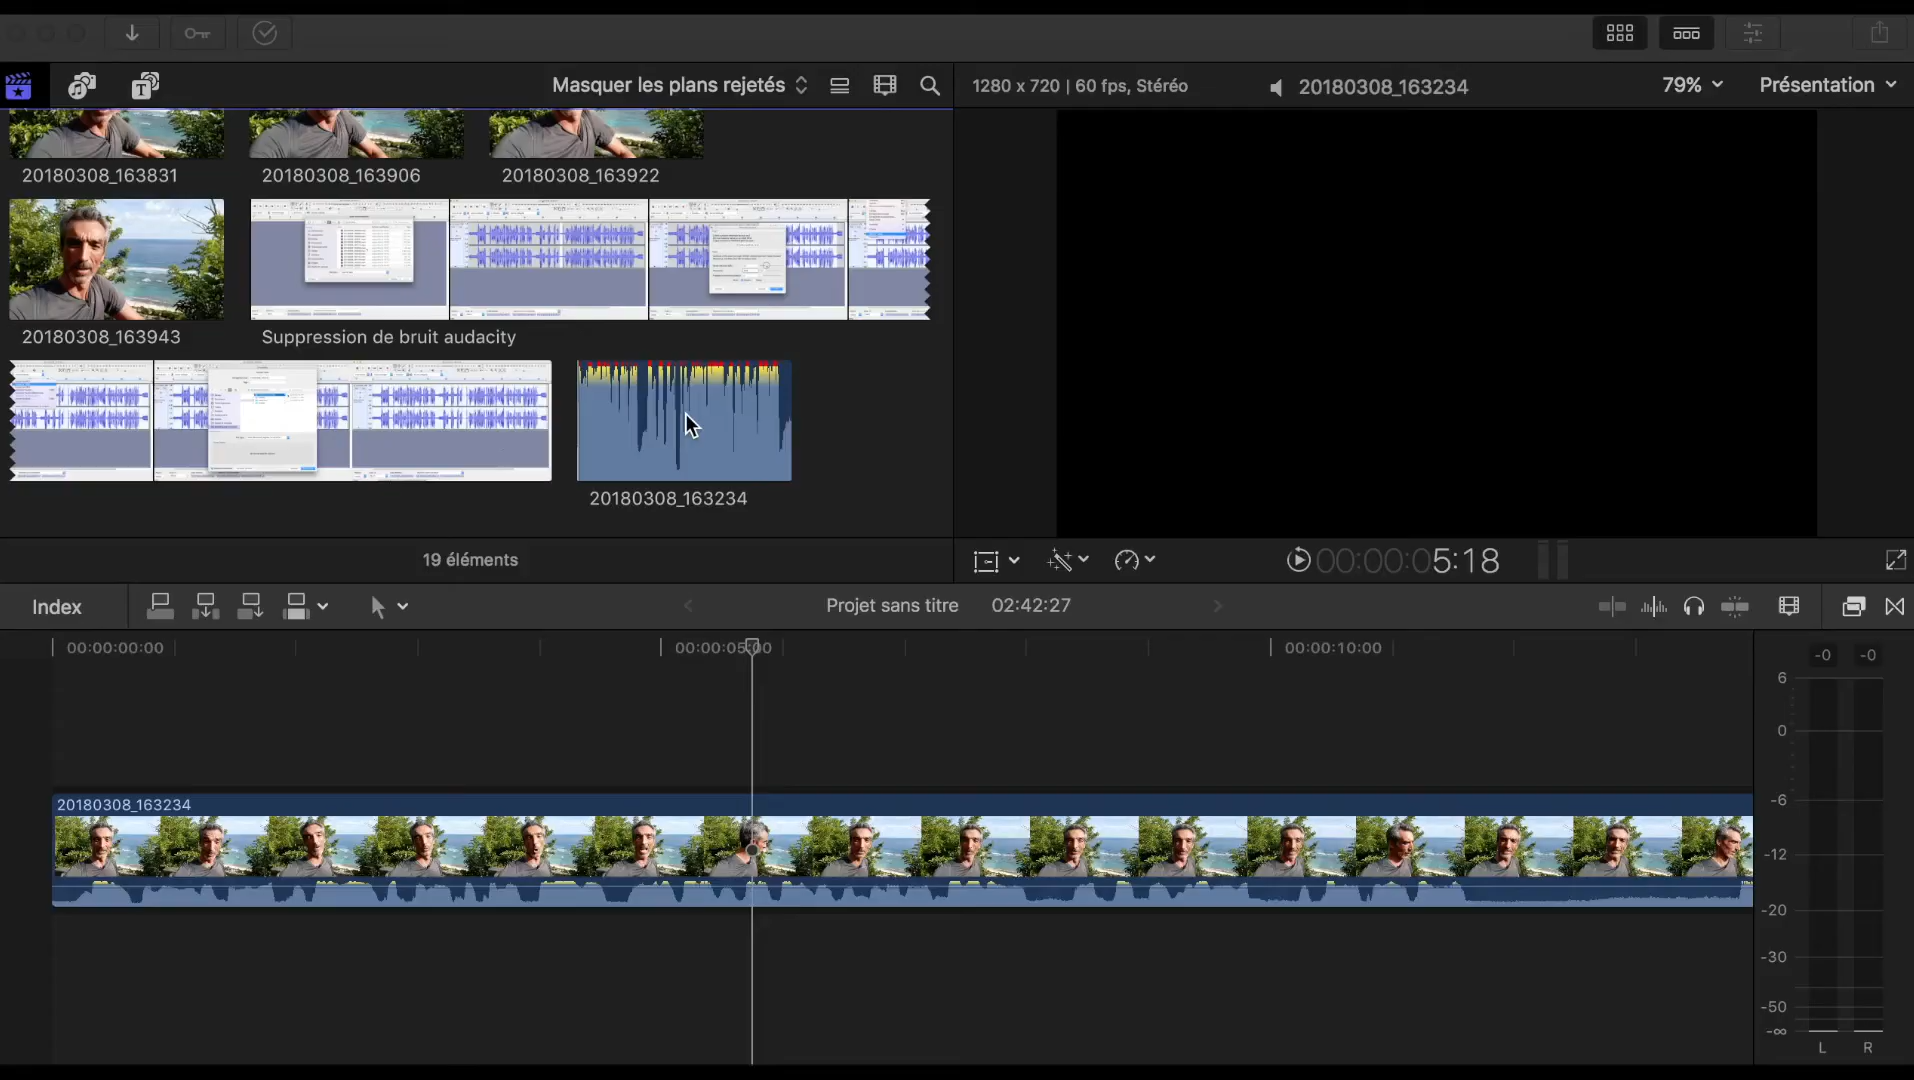 Masquer les plans rejetés
1280 x 720 | 60 fps, Stéréo
20180308_163234
79%
Présentation
20180308_163831
20180308_163906
20180308_163922
20180308_163943
Suppression de bruit audacity
20180308_163234
19 éléments
00:00:05:18
Index
Projet sans titre
02:42:27
00:00:00:00
00:00:05:00
00:00:10:00
-0
-0
6
0
-6
-12
-20
-30
-50
-∞
L
R
20180308_163234